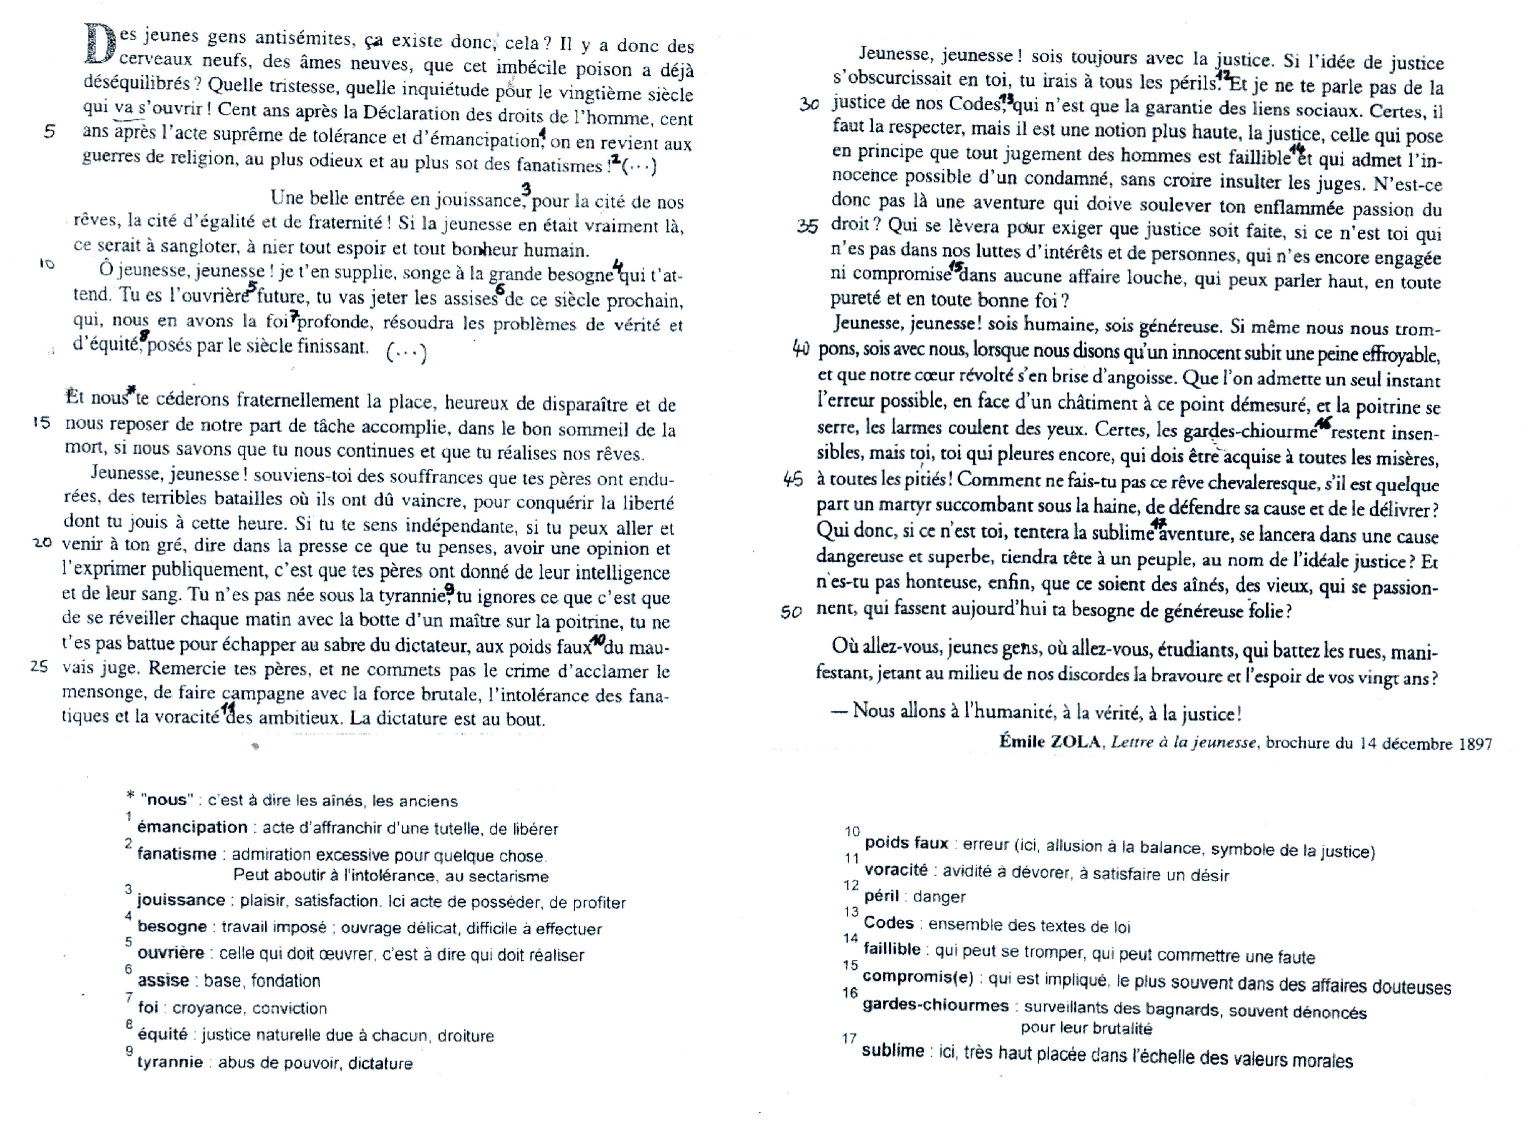 Des jeunes gens antisémites, ça existe donc, cela ? Il y a donc des
cerveaux neufs, des âmes neuves, que cet imbécile poison a déjà
déséquilibrés ? Quelle tristesse, quelle inquiétude pour le vingtième siècle
qui va s'ouvrir ! Cent ans après la Déclaration des droits de l'homme, cent
5 ans après l'acte suprême de tolérance et d'émancipation,1 on en revient aux
guerres de religion, au plus odieux et au plus sot des fanatismes !2 (...)
Une belle entrée en jouissance,3 pour la cité de nos
rêves, la cité d'égalité et de fraternité ! Si la jeunesse en était vraiment là,
ce serait à sangloter, à nier tout espoir et tout bonheur humain.
10 Ô jeunesse, jeunesse ! je t'en supplie, songe à la grande besogne4 qui t'at-
tend. Tu es l'ouvrière5 future, tu vas jeter les assises6 de ce siècle prochain,
qui, nous en avons la foi7 profonde, résoudra les problèmes de vérité et
d'équité,8 posés par le siècle finissant. (...)
Et nous* te céderons fraternellement la place, heureux de disparaître et de
15 nous reposer de notre part de tâche accomplie, dans le bon sommeil de la
mort, si nous savons que tu nous continues et que tu réalises nos rêves.
Jeunesse, jeunesse ! souviens-toi des souffrances que tes pères ont endu-
rées, des terribles batailles où ils ont dû vaincre, pour conquérir la liberté
dont tu jouis à cette heure. Si tu te sens indépendante, si tu peux aller et
20 venir à ton gré, dire dans la presse ce que tu penses, avoir une opinion et
l'exprimer publiquement, c'est que tes pères ont donné de leur intelligence
et de leur sang. Tu n'es pas née sous la tyrannie,9 tu ignores ce que c'est que
de se réveiller chaque matin avec la botte d'un maître sur la poitrine, tu ne
t'es pas battue pour échapper au sabre du dictateur, aux poids faux10 du mau-
25 vais juge. Remercie tes pères, et ne commets pas le crime d'acclamer le
mensonge, de faire campagne avec la force brutale, l'intolérance des fana-
tiques et la voracité11 des ambitieux. La dictature est au bout.
* "nous" : c'est à dire les aînés, les anciens
1 émancipation : acte d'affranchir d'une tutelle, de libérer
2 fanatisme : admiration excessive pour quelque chose.
Peut aboutir à l'intolérance, au sectarisme
3 jouissance : plaisir, satisfaction. Ici acte de posséder, de profiter
4 besogne : travail imposé ; ouvrage délicat, difficile à effectuer
5 ouvrière : celle qui doit œuvrer, c'est à dire qui doit réaliser
6 assise : base, fondation
7 foi : croyance, conviction
8 équité : justice naturelle due à chacun, droiture
9 tyrannie : abus de pouvoir, dictature
Jeunesse, jeunesse ! sois toujours avec la justice. Si l'idée de justice
s'obscurcissait en toi, tu irais à tous les périls.12 Et je ne te parle pas de la
30 justice de nos Codes,13 qui n'est que la garantie des liens sociaux. Certes, il
faut la respecter, mais il est une notion plus haute, la justice, celle qui pose
en principe que tout jugement des hommes est faillible14 et qui admet l'in-
nocence possible d'un condamné, sans croire insulter les juges. N'est-ce
donc pas là une aventure qui doive soulever ton enflammée passion du
35 droit ? Qui se lèvera pour exiger que justice soit faite, si ce n'est toi qui
n'es pas dans nos luttes d'intérêts et de personnes, qui n'es encore engagée
ni compromise15 dans aucune affaire louche, qui peux parler haut, en toute
pureté et en toute bonne foi ?
Jeunesse, jeunesse! sois humaine, sois généreuse. Si même nous nous trom-
40 pons, sois avec nous, lorsque nous disons qu'un innocent subit une peine effroyable,
et que notre cœur révolté s'en brise d'angoisse. Que l'on admette un seul instant
l'erreur possible, en face d'un châtiment à ce point démesuré, et la poitrine se
serre, les larmes coulent des yeux. Certes, les gardes-chiourme16 restent insen-
sibles, mais toi, toi qui pleures encore, qui dois être acquise à toutes les misères,
45 à toutes les pitiés! Comment ne fais-tu pas ce rêve chevaleresque, s'il est quelque
part un martyr succombant sous la haine, de défendre sa cause et de le délivrer?
Qui donc, si ce n'est toi, tentera la sublime17 aventure, se lancera dans une cause
dangereuse et superbe, tiendra tête à un peuple, au nom de l'idéale justice? Et
n'es-tu pas honteuse, enfin, que ce soient des aînés, des vieux, qui se passion-
50 nent, qui fassent aujourd'hui ta besogne de généreuse folie?
Où allez-vous, jeunes gens, où allez-vous, étudiants, qui battez les rues, mani-
festant, jetant au milieu de nos discordes la bravoure et l'espoir de vos vingt ans?
— Nous allons à l'humanité, à la vérité, à la justice!
Émile ZOLA, Lettre à la jeunesse, brochure du 14 décembre 1897
10 poids faux : erreur (ici, allusion à la balance, symbole de la justice)
11 voracité : avidité à dévorer, à satisfaire un désir
12 péril : danger
13 Codes : ensemble des textes de loi
14 faillible : qui peut se tromper, qui peut commettre une faute
15 compromis(e) : qui est impliqué, le plus souvent dans des affaires douteuses
16 gardes-chiourmes : surveillants des bagnards, souvent dénoncés
pour leur brutalité
17 sublime : ici, très haut placée dans l'échelle des valeurs morales